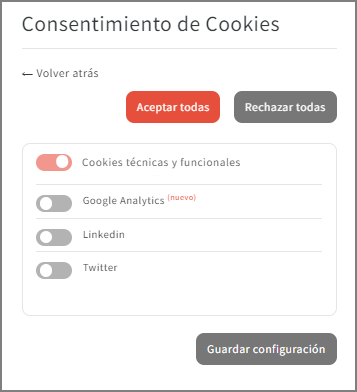 Consentimiento de Cookies
← Volver atrás
Aceptar todas Rechazar todas
Cookies técnicas y funcionales
Google Analytics (nuevo)
Linkedin
Twitter
Guardar configuración